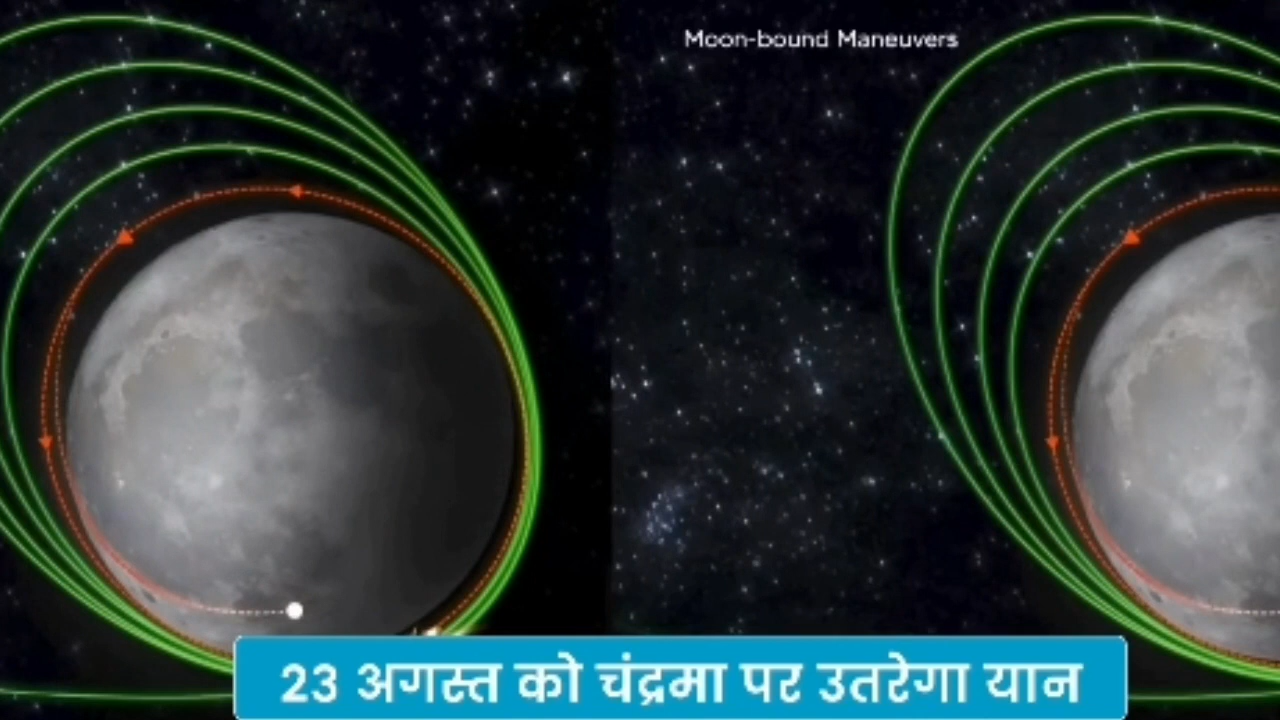 Moon-bound Maneuvers
23 अगस्त को चंद्रमा पर उतरेगा यान